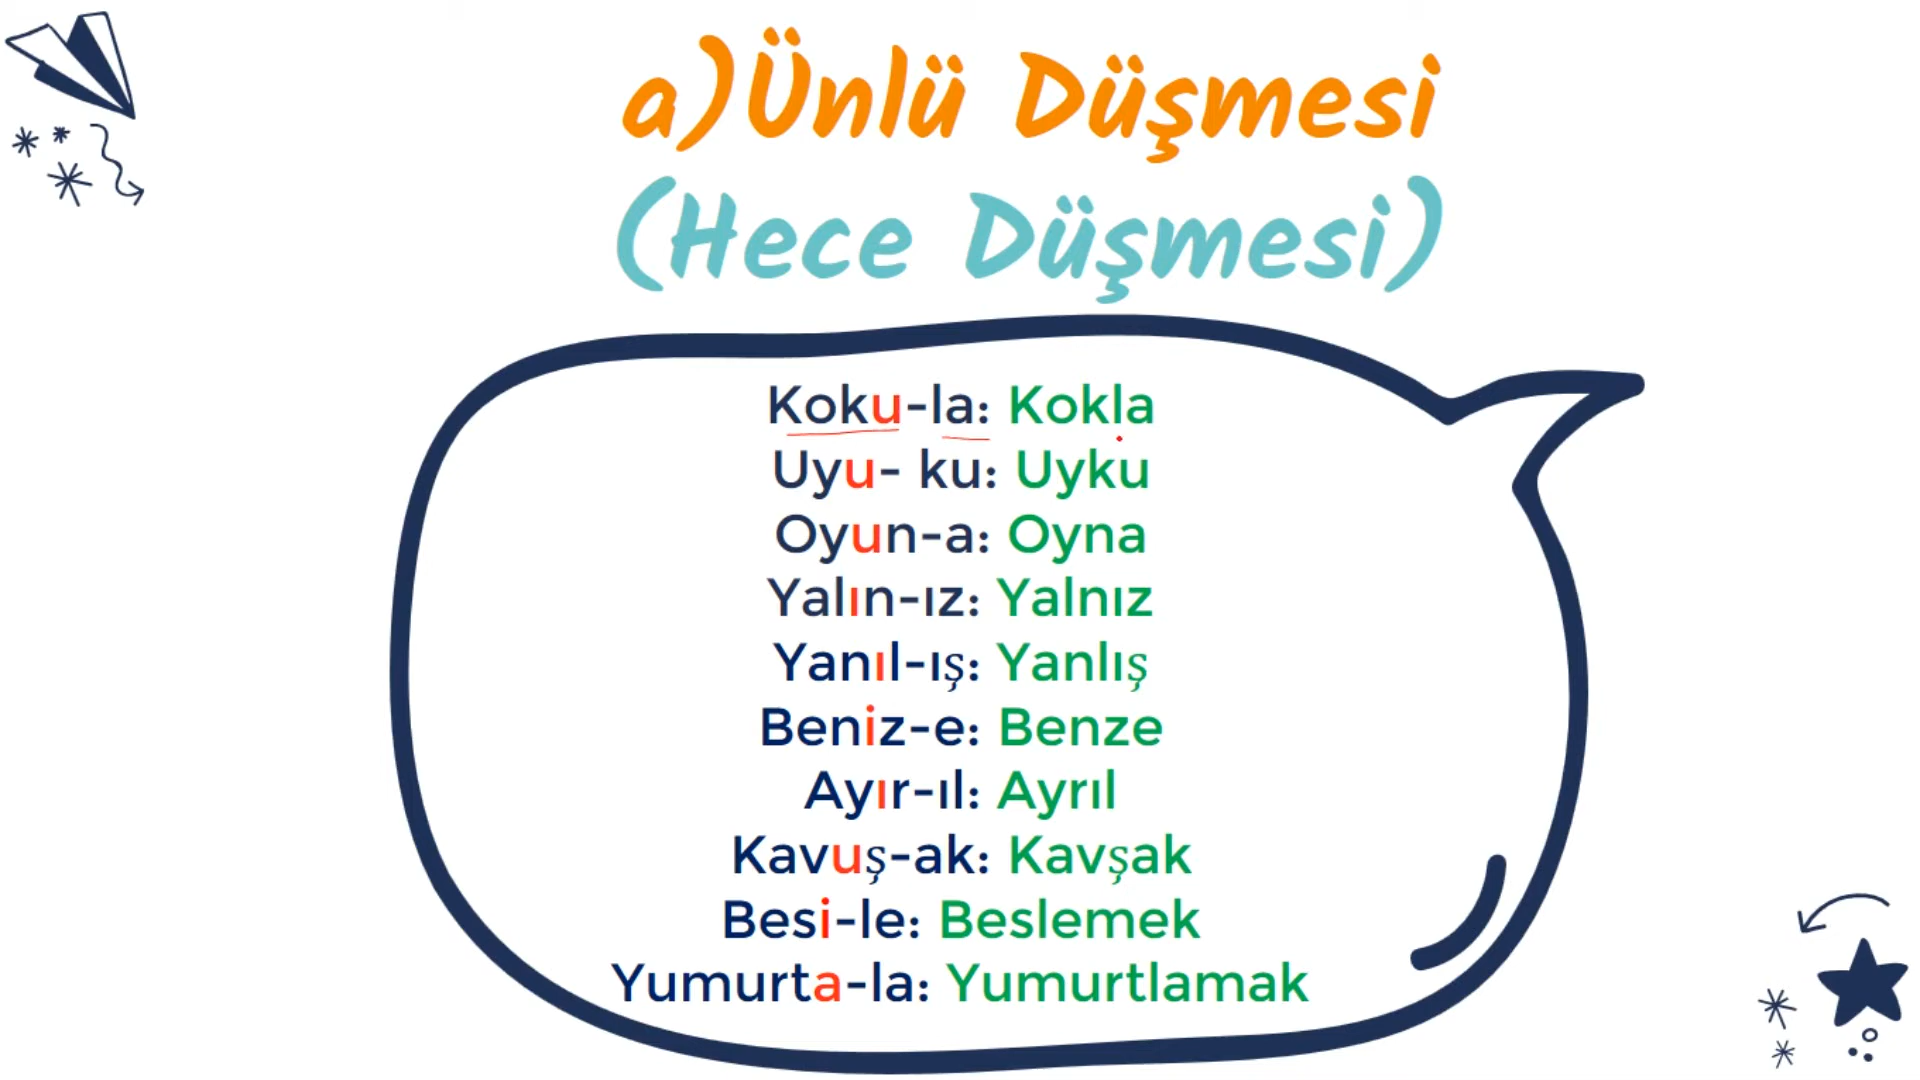 a)Ünlü Düşmesi
(Hece Düşmesi)
Koku-la: Kokla
Uyu- ku: Uyku
Oyun-a: Oyna
Yalın-ız: Yalnız
Yanıl-ış: Yanlış
Beniz-e: Benze
Ayır-ıl: Ayrıl
Kavuş-ak: Kavşak
Besi-le: Beslemek
Yumurta-la: Yumurtlamak